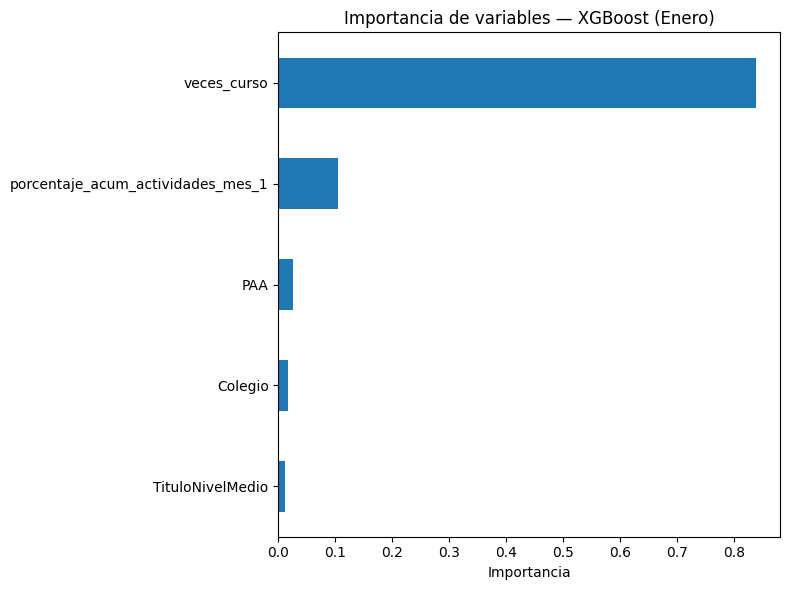 Importancia de variables — XGBoost (Enero)
veces_curso
porcentaje_acum_actividades_mes_1
PAA
Colegio
TituloNivelMedio
0.0 0.1 0.2 0.3 0.4 0.5 0.6 0.7 0.8
Importancia